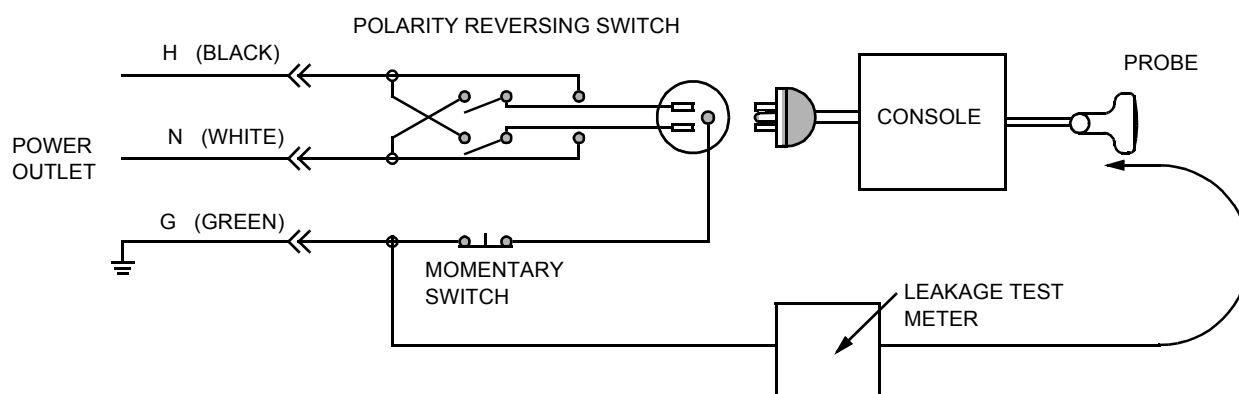 POLARITY REVERSING SWITCH
H (BLACK)
PROBE
CONSOLE
N (WHITE)
POWER
OUTLET
G (GREEN)
MOMENTARY
SWITCH
LEAKAGE TEST
METER